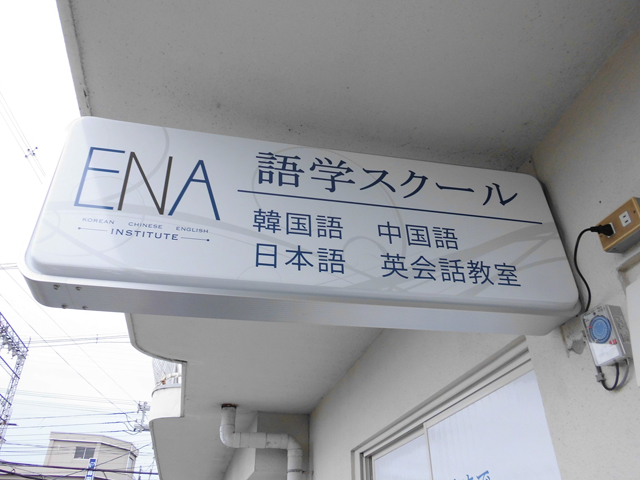 ENA
KOREAN CHINESE ENGLISH
INSTITUTE
語学スクール
韓国語 中国語
日本語 英会話教室